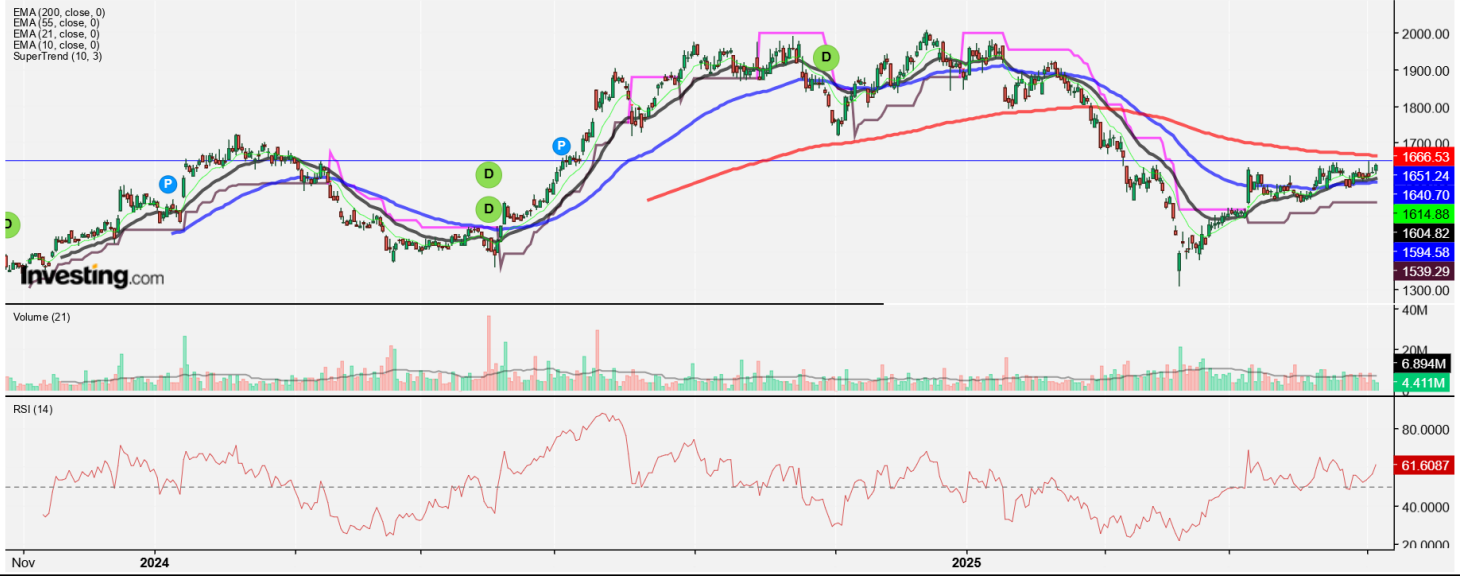 EMA (200, close, 0)
EMA (55, close, 0)
EMA (21, close, 0)
EMA (10, close, 0)
SuperTrend (10, 3)
D
P
D
D
P
D
Investing.com
2000.00
1900.00
1800.00
1700.00
1666.53
1651.24
1640.70
1614.88
1604.82
1594.58
1539.29
1300.00
Volume (21)
40M
20M
6.894M
4.411M
0
RSI (14)
80.0000
61.6087
40.0000
20.0000
Nov
2024
2025